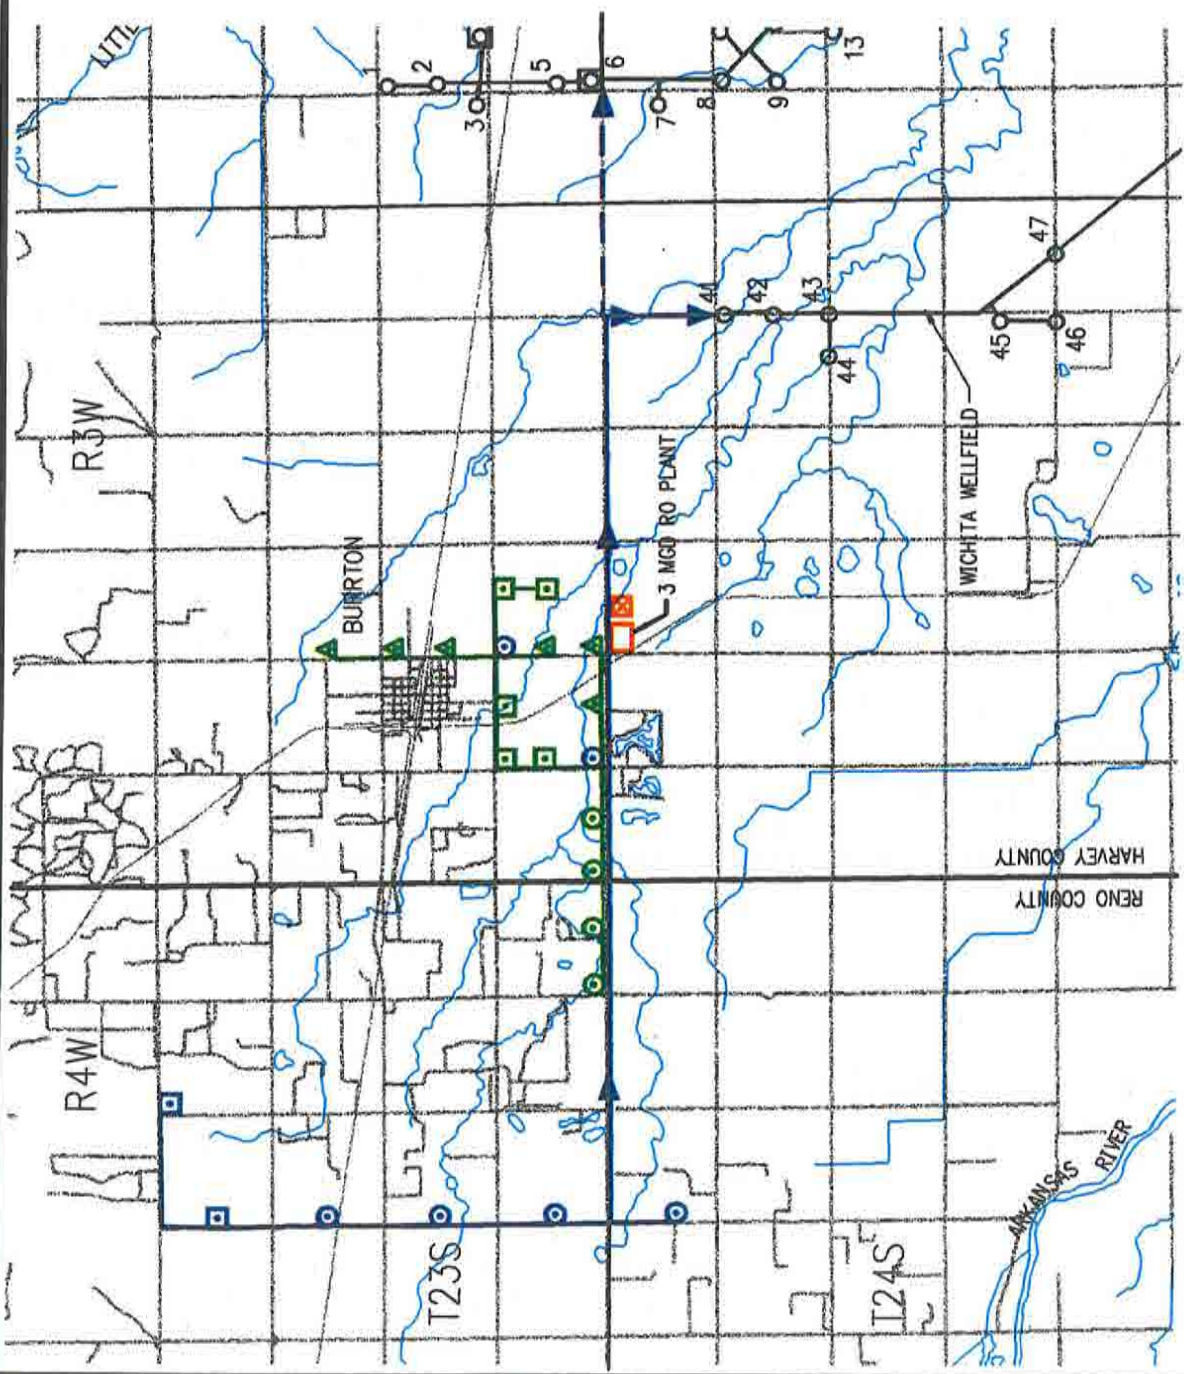 LITTL
1
2
3
5
6
7
8
9
13
R3W
41
42
43
44
45
46
47
BURRTON
3 MGD RO PLANT
WICHITA WELLFIELD
HARVEY COUNTY
RENO COUNTY
R4W
T23S
T24S
ARKANSAS RIVER